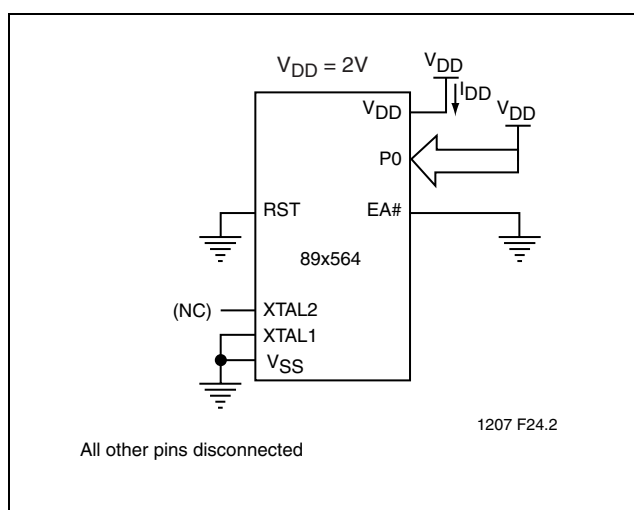 V_DD = 2V
V_DD
I_DD
V_DD
V_DD
P0
RST
EA#
89x564
(NC)
XTAL2
XTAL1
V_SS
1207 F24.2
All other pins disconnected